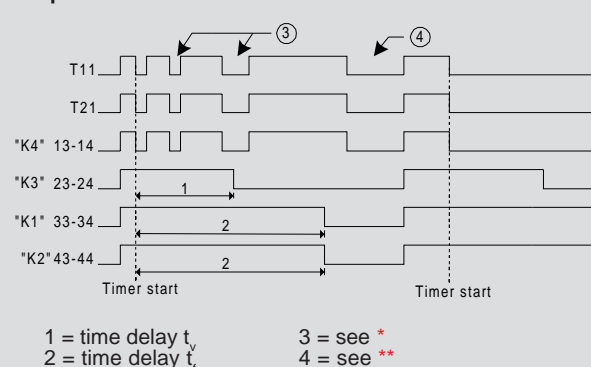 3
4
T11
T21
"K4" 13-14
"K3" 23-24
1
"K1" 33-34
2
"K2" 43-44
2
Timer start
Timer start
1 = time delay tv
3 = see *
2 = time delay
4 = see **